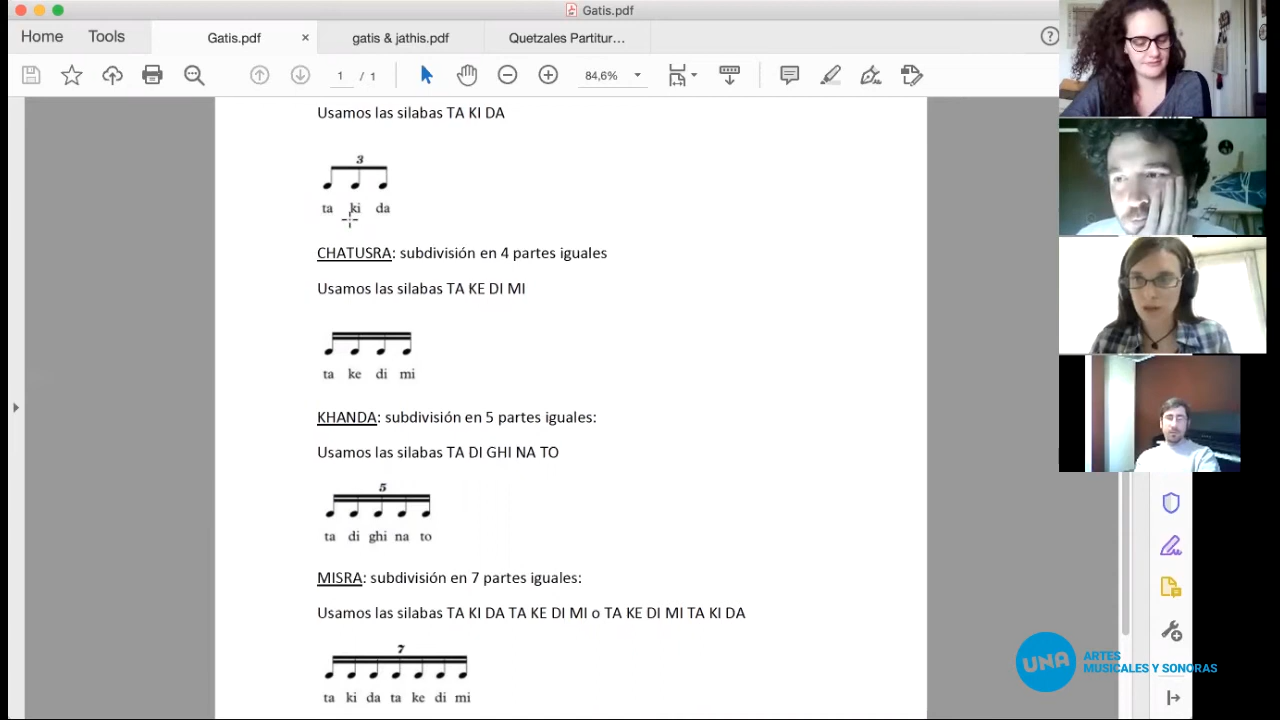 Gatis.pdf
Home
Tools
Gatis.pdf
×
gatis & jathis.pdf
Quetzales Partitur...
?
1 / 1
84,6%
Usamos las silabas TA KI DA
3
ta ki da
CHATUSRA: subdivisión en 4 partes iguales
Usamos las silabas TA KE DI MI
ta ke di mi
KHANDA: subdivisión en 5 partes iguales:
Usamos las silabas TA DI GHI NA TO
5
ta di ghi na to
MISRA: subdivisión en 7 partes iguales:
Usamos las silabas TA KI DA TA KE DI MI o TA KE DI MI TA KI DA
7
ta ki da ta ke di mi
UNA
ARTES
MUSICALES Y SONORAS